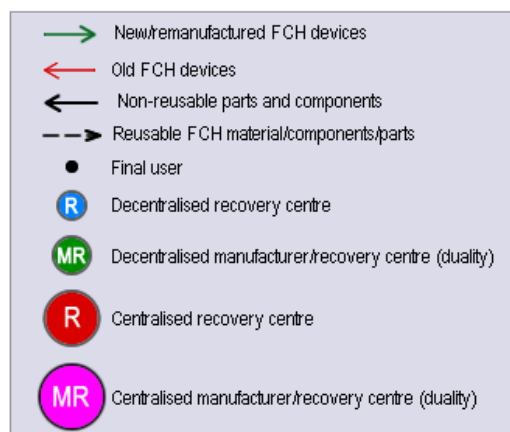 New/remanufactured FCH devices
Old FCH devices
Non-reusable parts and components
Reusable FCH material/components/parts
Final user
R Decentralised recovery centre
MR Decentralised manufacturer/recovery centre (duality)
R Centralised recovery centre
MR Centralised manufacturer/recovery centre (duality)